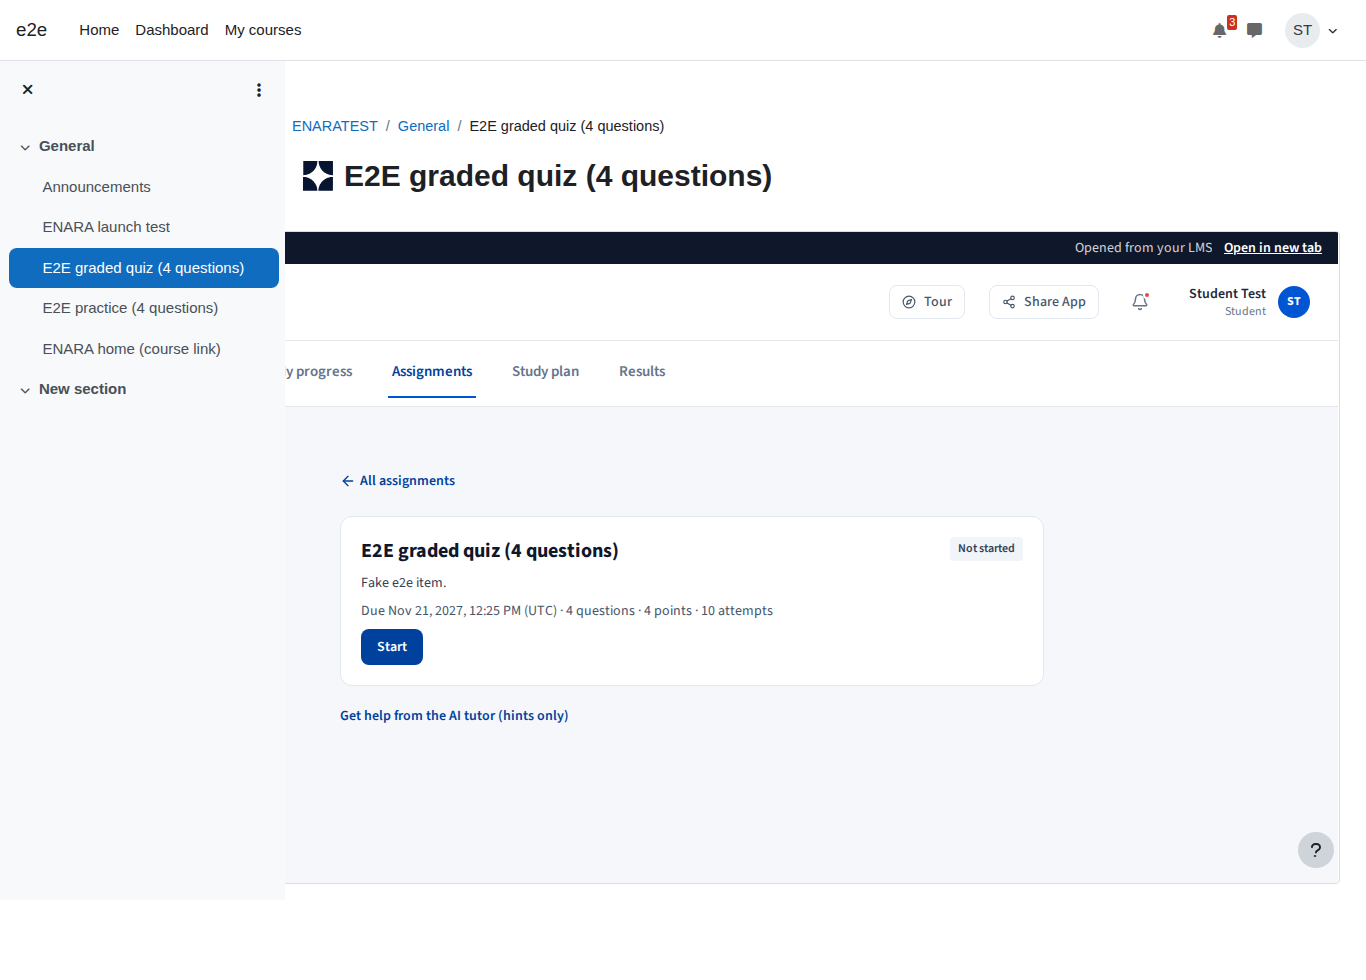 e2e Home Dashboard My courses 3 ST
General
Announcements
ENARA launch test
E2E graded quiz (4 questions)
E2E practice (4 questions)
ENARA home (course link)
New section
ENARATEST / General / E2E graded quiz (4 questions)
E2E graded quiz (4 questions)
Opened from your LMS Open in new tab
Tour Share App Student Test ST
Student
y progress Assignments Study plan Results
All assignments
E2E graded quiz (4 questions) Not started
Fake e2e item.
Due Nov 21, 2027, 12:25 PM (UTC) · 4 questions · 4 points · 10 attempts
Start
Get help from the AI tutor (hints only)
?